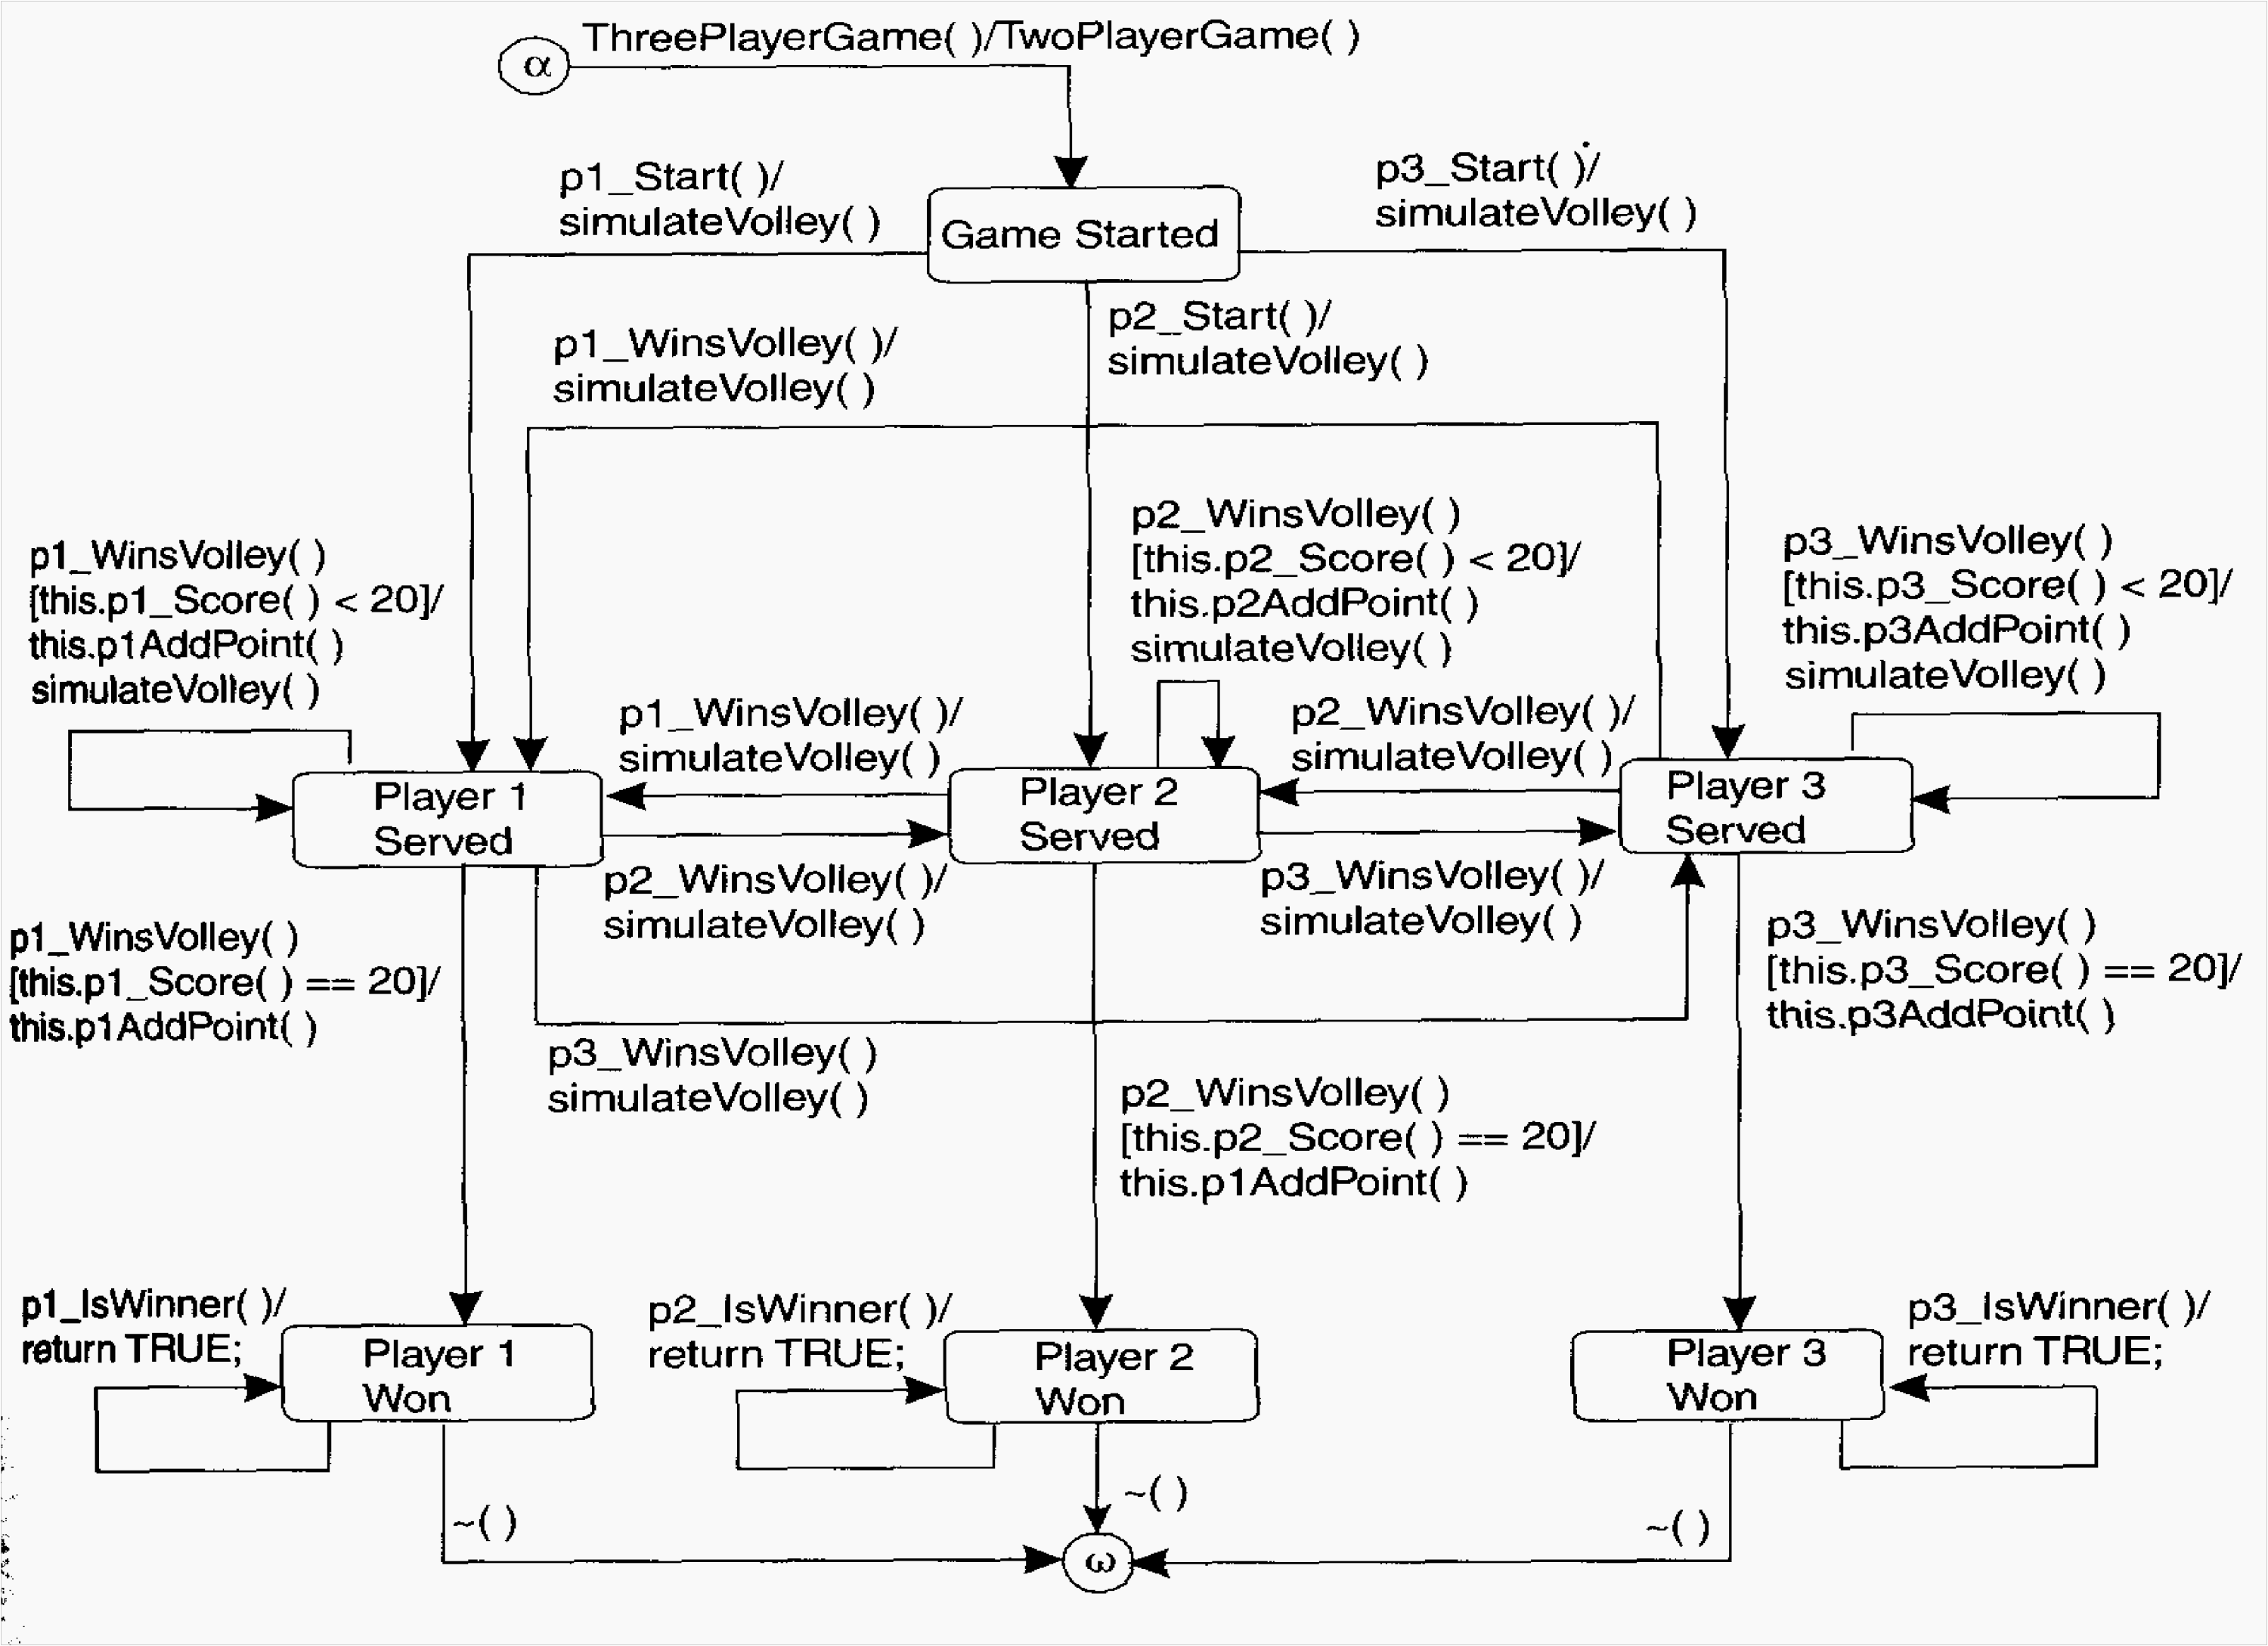 ThreePlayerGame( )/TwoPlayerGame( )
α
p1_Start( )/
simulateVolley( )
Game Started
p3_Start( )/
simulateVolley( )
p2_Start( )/
simulateVolley( )
p1_WinsVolley( )/
simulateVolley( )
p1_WinsVolley( )
[this.p1_Score( ) < 20]/
this.p1AddPoint( )
simulateVolley( )
p2_WinsVolley( )
[this.p2_Score( ) < 20]/
this.p2AddPoint( )
simulateVolley( )
p3_WinsVolley( )
[this.p3_Score( ) < 20]/
this.p3AddPoint( )
simulateVolley( )
p1_WinsVolley( )/
simulateVolley( )
p2_WinsVolley( )/
simulateVolley( )
Player 1
Served
Player 2
Served
Player 3
Served
p2_WinsVolley( )/
simulateVolley( )
p3_WinsVolley( )/
simulateVolley( )
p1_WinsVolley( )
[this.p1_Score( ) == 20]/
this.p1AddPoint( )
p3_WinsVolley( )
[this.p3_Score( ) == 20]/
this.p3AddPoint( )
p3_WinsVolley( )
simulateVolley( )
p2_WinsVolley( )
[this.p2_Score( ) == 20]/
this.p1AddPoint( )
p1_IsWinner( )/
return TRUE;
Player 1
Won
p2_IsWinner( )/
return TRUE;
Player 2
Won
Player 3
Won
p3_IsWinner( )/
return TRUE;
~( )
~( )
~( )
ω